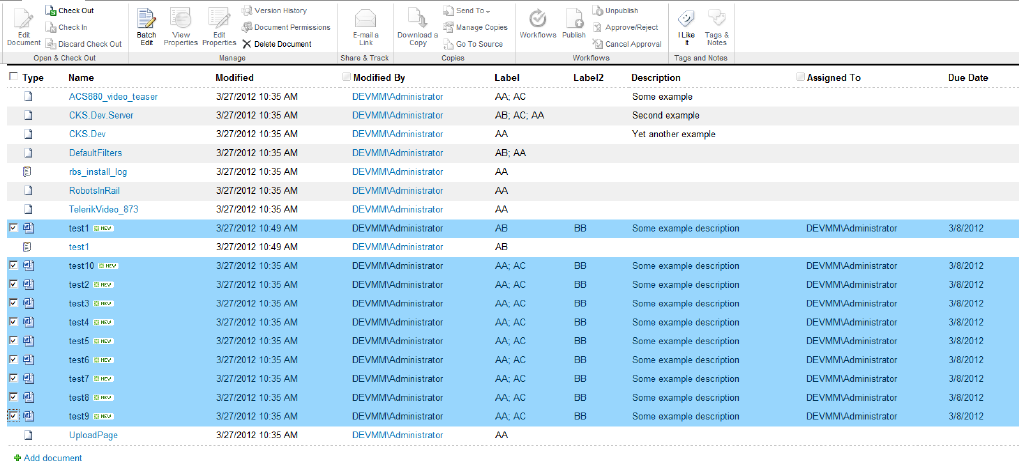 Edit Document
Check Out
Check In
Discard Check Out
Open & Check Out
Batch Edit
View Properties
Edit Properties
Version History
Document Permissions
Delete Document
Manage
E-mail a Link
Share & Track
Download a Copy
Send To
Manage Copies
Go To Source
Copies
Workflows
Publish
Unpublish
Approve/Reject
Cancel Approval
Workflows
I Like It
Tags & Notes
Tags and Notes
Type Name Modified Modified By Label Label2 Description Assigned To Due Date
ACS880_video_teaser 3/27/2012 10:35 AM DEVMM\Administrator AA; AC Some example
CKS.Dev.Server 3/27/2012 10:35 AM DEVMM\Administrator AB; AC; AA Second example
CKS.Dev 3/27/2012 10:35 AM DEVMM\Administrator AA Yet another example
DefaultFilters 3/27/2012 10:35 AM DEVMM\Administrator AB; AA
rbs_install_log 3/27/2012 10:35 AM DEVMM\Administrator AA
RobotsInRail 3/27/2012 10:35 AM DEVMM\Administrator AA
TelerikVideo_873 3/27/2012 10:35 AM DEVMM\Administrator AA
test1 NEW 3/27/2012 10:49 AM DEVMM\Administrator AB BB Some example description DEVMM\Administrator 3/8/2012
test1 3/27/2012 10:49 AM DEVMM\Administrator AB
test10 NEW 3/27/2012 10:35 AM DEVMM\Administrator AA; AC BB Some example description DEVMM\Administrator 3/8/2012
test2 NEW 3/27/2012 10:35 AM DEVMM\Administrator AA; AC BB Some example description DEVMM\Administrator 3/8/2012
test3 NEW 3/27/2012 10:35 AM DEVMM\Administrator AA; AC BB Some example description DEVMM\Administrator 3/8/2012
test4 NEW 3/27/2012 10:35 AM DEVMM\Administrator AA; AC BB Some example description DEVMM\Administrator 3/8/2012
test5 NEW 3/27/2012 10:35 AM DEVMM\Administrator AA; AC BB Some example description DEVMM\Administrator 3/8/2012
test6 NEW 3/27/2012 10:35 AM DEVMM\Administrator AA; AC BB Some example description DEVMM\Administrator 3/8/2012
test7 NEW 3/27/2012 10:35 AM DEVMM\Administrator AA; AC BB Some example description DEVMM\Administrator 3/8/2012
test8 NEW 3/27/2012 10:35 AM DEVMM\Administrator AA; AC BB Some example description DEVMM\Administrator 3/8/2012
test9 NEW 3/27/2012 10:35 AM DEVMM\Administrator AA; AC BB Some example description DEVMM\Administrator 3/8/2012
UploadPage 3/27/2012 10:35 AM DEVMM\Administrator AA
Add document